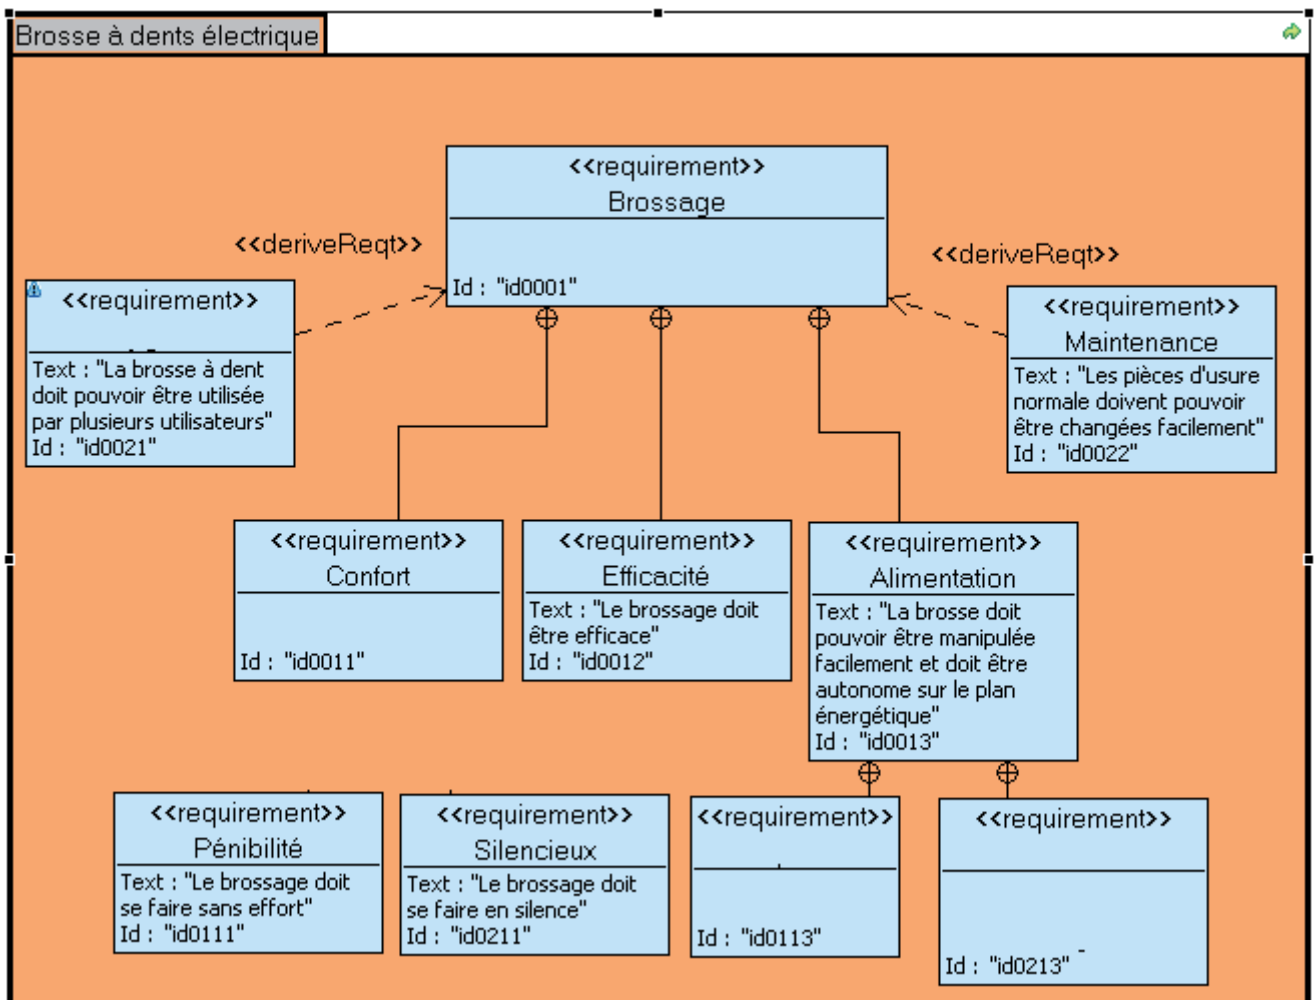 Brosse à dents électrique
<<requirement>>
Brossage
Id : "id0001"
<<deriveReqt>>
<<deriveReqt>>
<<requirement>>
Text : "La brosse à dent
doit pouvoir être utilisée
par plusieurs utilisateurs"
Id : "id0021"
<<requirement>>
Maintenance
Text : "Les pièces d'usure
normale doivent pouvoir
être changées facilement"
Id : "id0022"
<<requirement>>
Confort
Id : "id0011"
<<requirement>>
Efficacité
Text : "Le brossage doit
être efficace"
Id : "id0012"
<<requirement>>
Alimentation
Text : "La brosse doit
pouvoir être manipulée
facilement et doit être
autonome sur le plan
énergétique"
Id : "id0013"
<<requirement>>
Pénibilité
Text : "Le brossage doit
se faire sans effort"
Id : "id0111"
<<requirement>>
Silencieux
Text : "Le brossage doit
se faire en silence"
Id : "id0211"
<<requirement>>
Id : "id0113"
<<requirement>>
Id : "id0213"